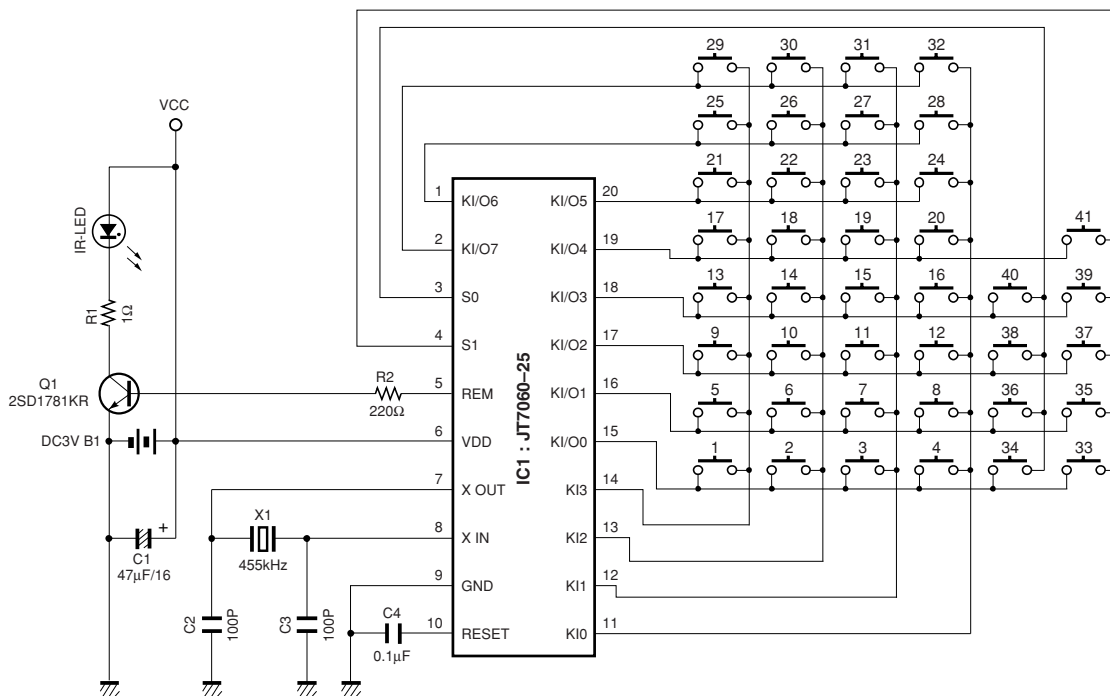 VCC
IR-LED
R1
1Ω
Q1
2SD1781KR
DC3V B1
C1
47μF/16
+
R2
220Ω
X1
455kHz
C2
100P
C3
100P
C4
0.1μF
IC1 : JT7060–25
1 KI/O6
2 KI/O7
3 S0
4 S1
5 REM
6 VDD
7 X OUT
8 X IN
9 GND
10 RESET
KI/O5 20
KI/O4 19
KI/O3 18
KI/O2 17
KI/O1 16
KI/O0 15
KI3 14
KI2 13
KI1 12
KI0 11
29 30 31 32
25 26 27 28
21 22 23 24
17 18 19 20 41
13 14 15 16 40 39
9 10 11 12 38 37
5 6 7 8 36 35
1 2 3 4 34 33